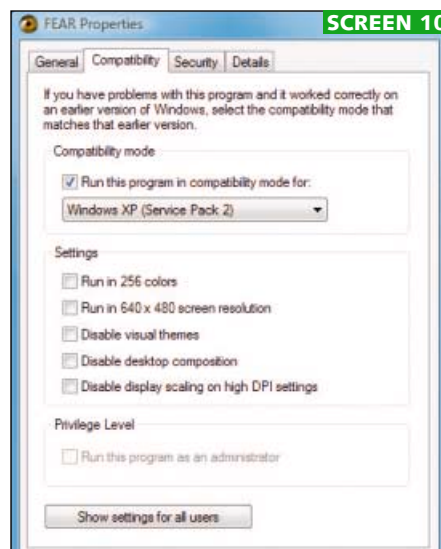 FEAR Properties
SCREEN 10
General
Compatibility
Security
Details
If you have problems with this program and it worked correctly on
an earlier version of Windows, select the compatibility mode that
matches that earlier version.
Compatibility mode
Run this program in compatibility mode for:
Windows XP (Service Pack 2)
Settings
Run in 256 colors
Run in 640 x 480 screen resolution
Disable visual themes
Disable desktop composition
Disable display scaling on high DPI settings
Privilege Level
Run this program as an administrator
Show settings for all users